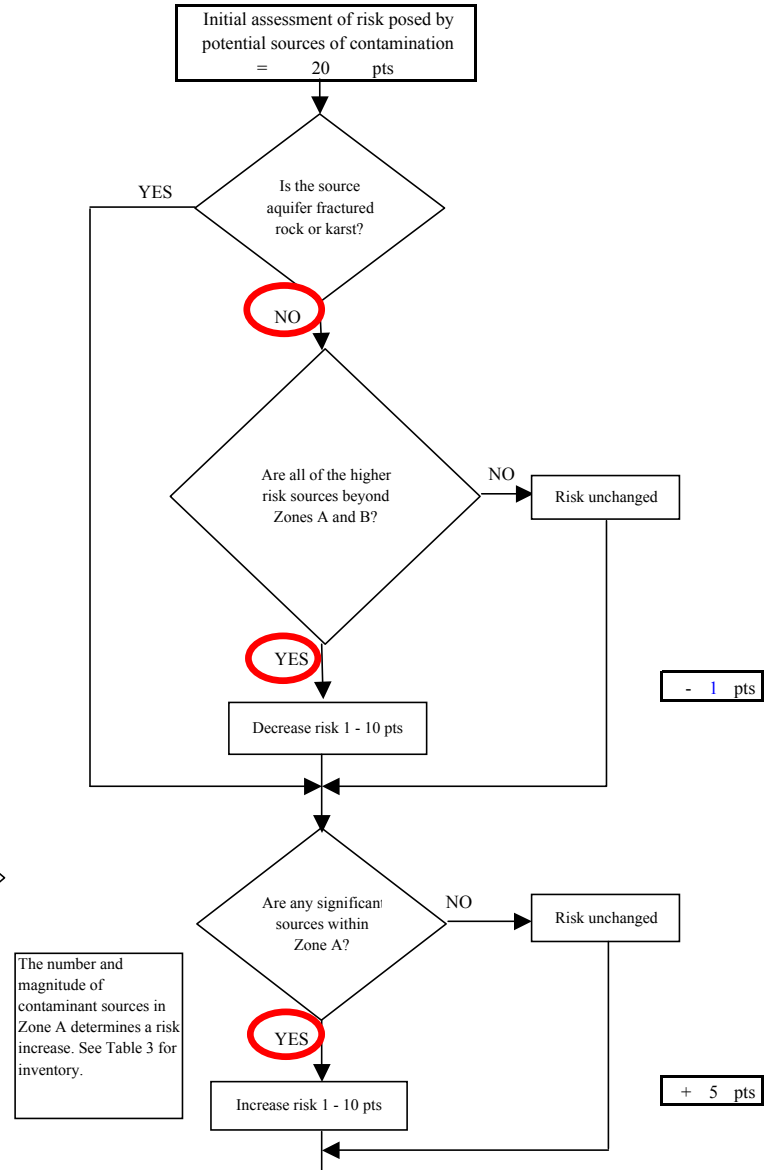 Initial assessment of risk posed by
potential sources of contamination
= 20 pts
YES
Is the source
aquifer fractured
rock or karst?
NO
Are all of the higher
risk sources beyond
Zones A and B?
NO
Risk unchanged
YES
- 1 pts
Decrease risk 1 - 10 pts
Are any significant
sources within
Zone A?
NO
Risk unchanged
The number and
magnitude of
contaminant sources in
Zone A determines a risk
increase. See Table 3 for
inventory.
YES
+ 5 pts
Increase risk 1 - 10 pts